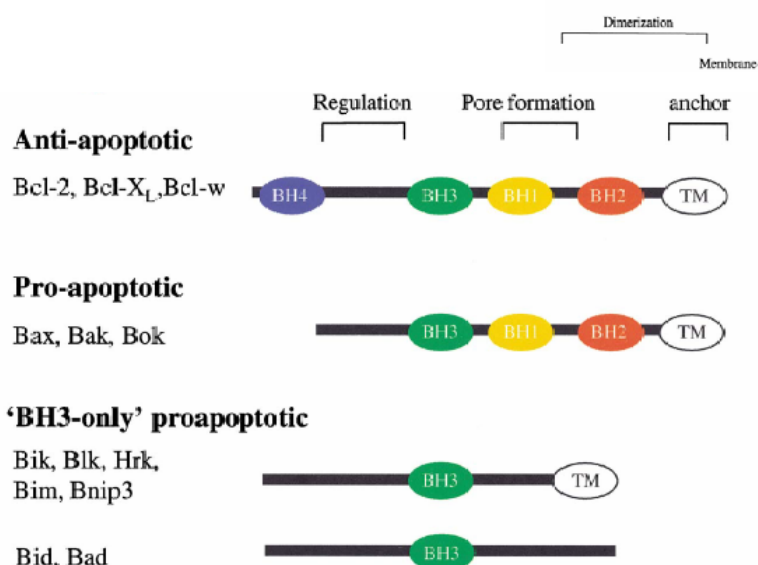 Dimerization
Membrane
Regulation Pore formation anchor
Anti-apoptotic
Bcl-2, Bcl-XL,Bcl-w
BH4 BH3 BH1 BH2 TM
Pro-apoptotic
Bax, Bak, Bok
BH3 BH1 BH2 TM
‘BH3-only’ proapoptotic
Bik, Blk, Hrk,
Bim, Bnip3
BH3 TM
Bid, Bad
BH3